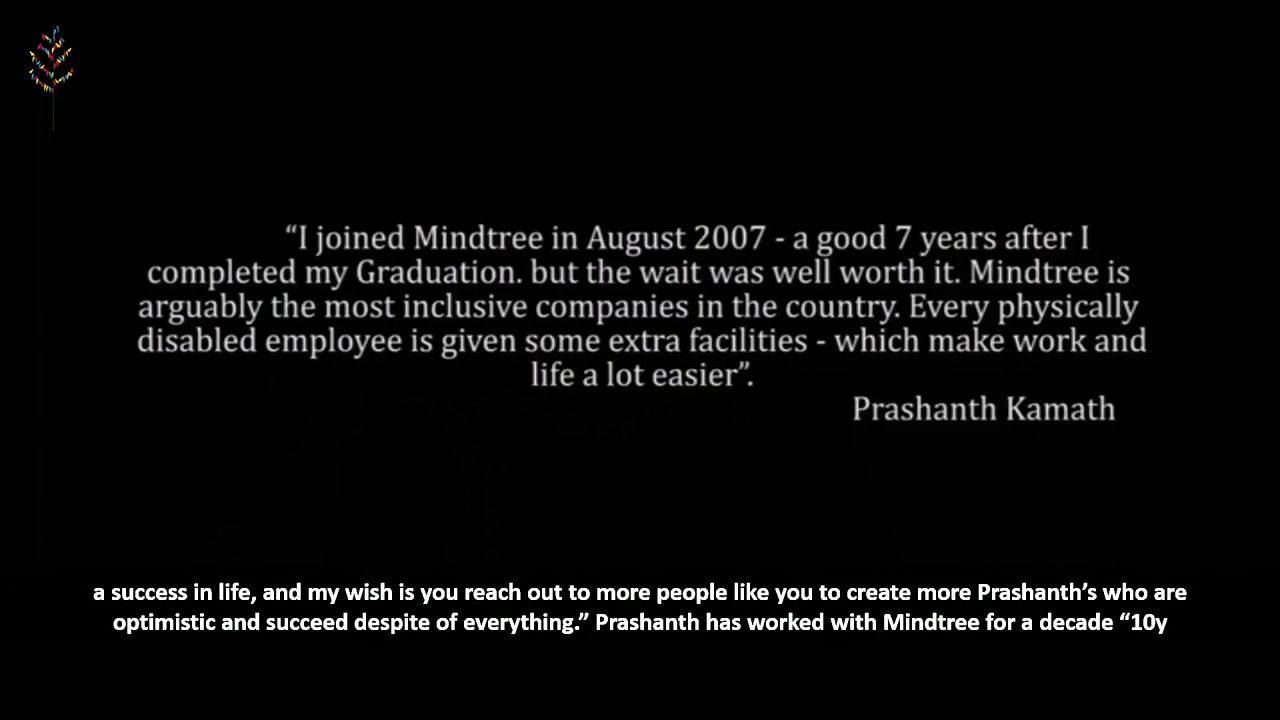 “I joined Mindtree in August 2007 - a good 7 years after I
completed my Graduation. but the wait was well worth it. Mindtree is
arguably the most inclusive companies in the country. Every physically
disabled employee is given some extra facilities - which make work and
life a lot easier”.
Prashanth Kamath
a success in life, and my wish is you reach out to more people like you to create more Prashanth’s who are
optimistic and succeed despite of everything.” Prashanth has worked with Mindtree for a decade “10y